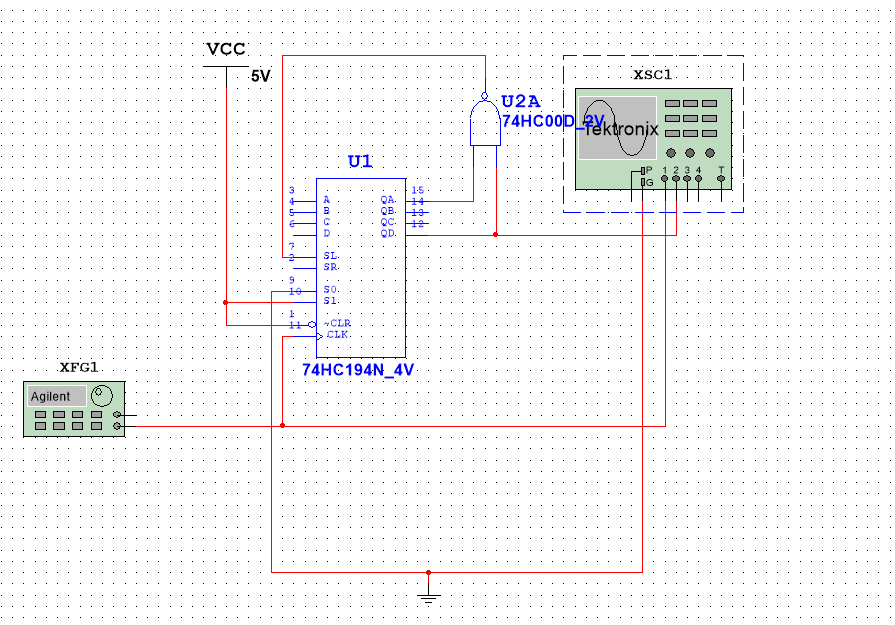 VCC
5V
XSC1
U2A
74HC00D_2V
Tektronix
P
G
1 2 3 4
T
U1
3
4
5
6
7
2
9
10
1
11
A
B
C
D
SL
SR
S0
S1
~CLR
CLK
QA
QB
QC
QD
15
14
13
12
74HC194N_4V
XFG1
Agilent